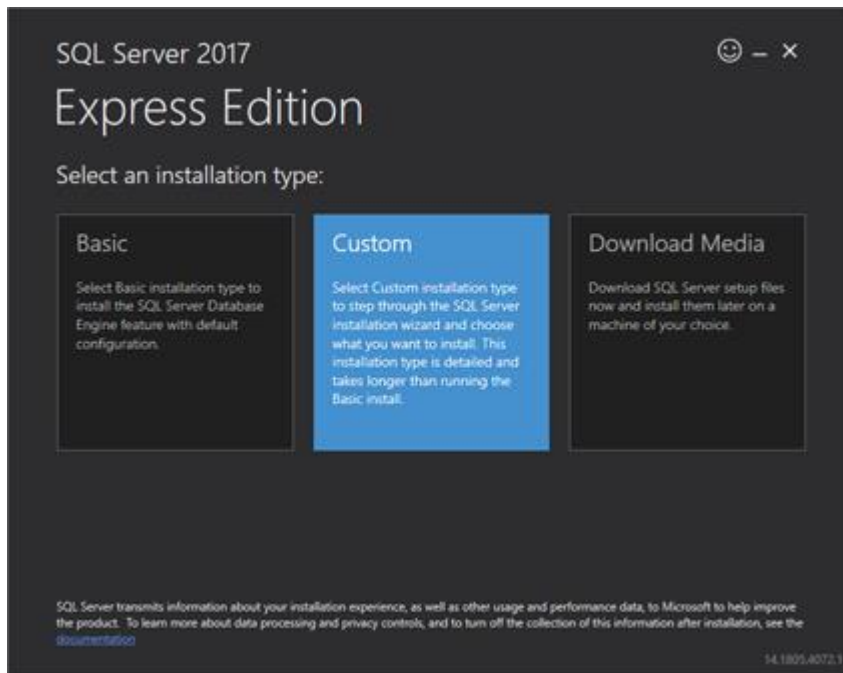 SQL Server 2017
Express Edition
Select an installation type:
Basic
Select Basic installation type to
install the SQL Server Database
Engine feature with default
configuration.
Custom
Select Custom installation type
to step through the SQL Server
installation wizard and choose
what you want to install. This
installation type is detailed and
takes longer than running the
Basic install.
Download Media
Download SQL Server setup files
now and install them later on a
machine of your choice.
SQL Server transmits information about your installation experience, as well as other usage and performance data, to Microsoft to help improve
the product. To learn more about data processing and privacy controls, and to turn off the collection of this information after installation, see the
documentation
14.1805.4072.1